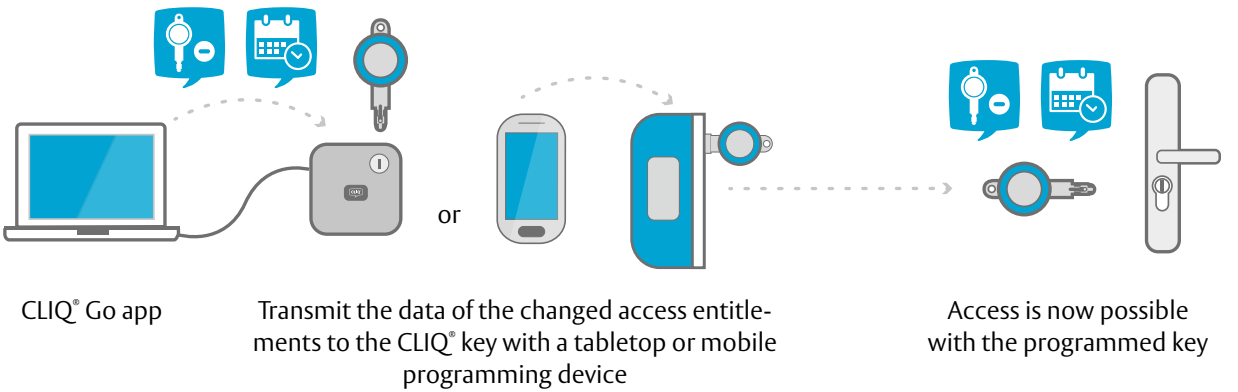 or
CLIQ® Go app
Transmit the data of the changed access entitle-
ments to the CLIQ® key with a tabletop or mobile
programming device
Access is now possible
with the programmed key